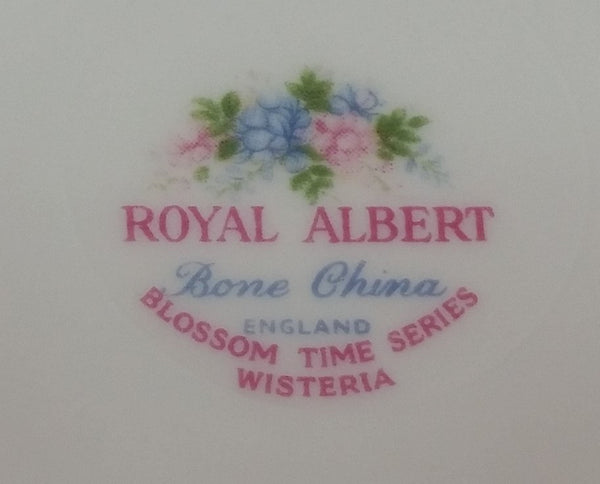 ROYAL ALBERT
Bone China
ENGLAND
BLOSSOM TIME SERIES
WISTERIA